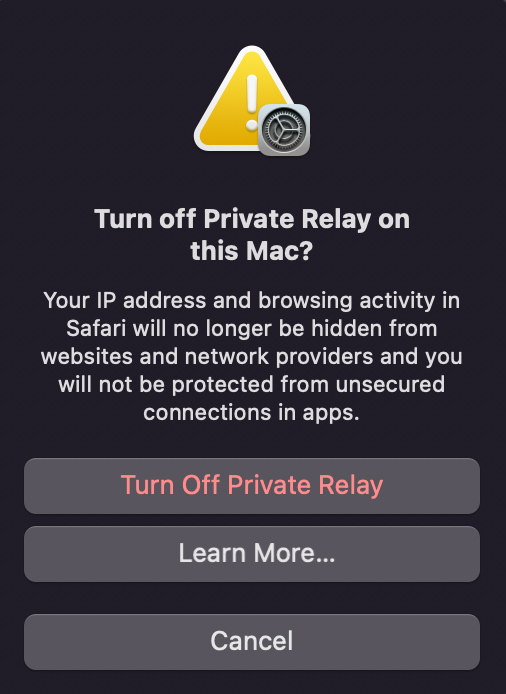 Turn off Private Relay on
this Mac?
Your IP address and browsing activity in
Safari will no longer be hidden from
websites and network providers and you
will not be protected from unsecured
connections in apps.
Turn Off Private Relay
Learn More...
Cancel